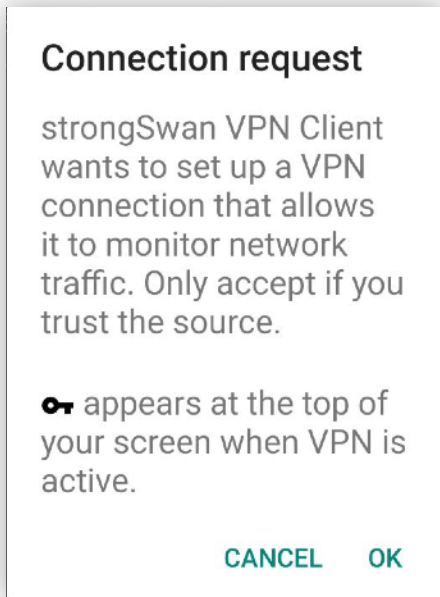 Connection request
strongSwan VPN Client
wants to set up a VPN
connection that allows
it to monitor network
traffic. Only accept if you
trust the source.
appears at the top of
your screen when VPN is
active.
CANCEL OK